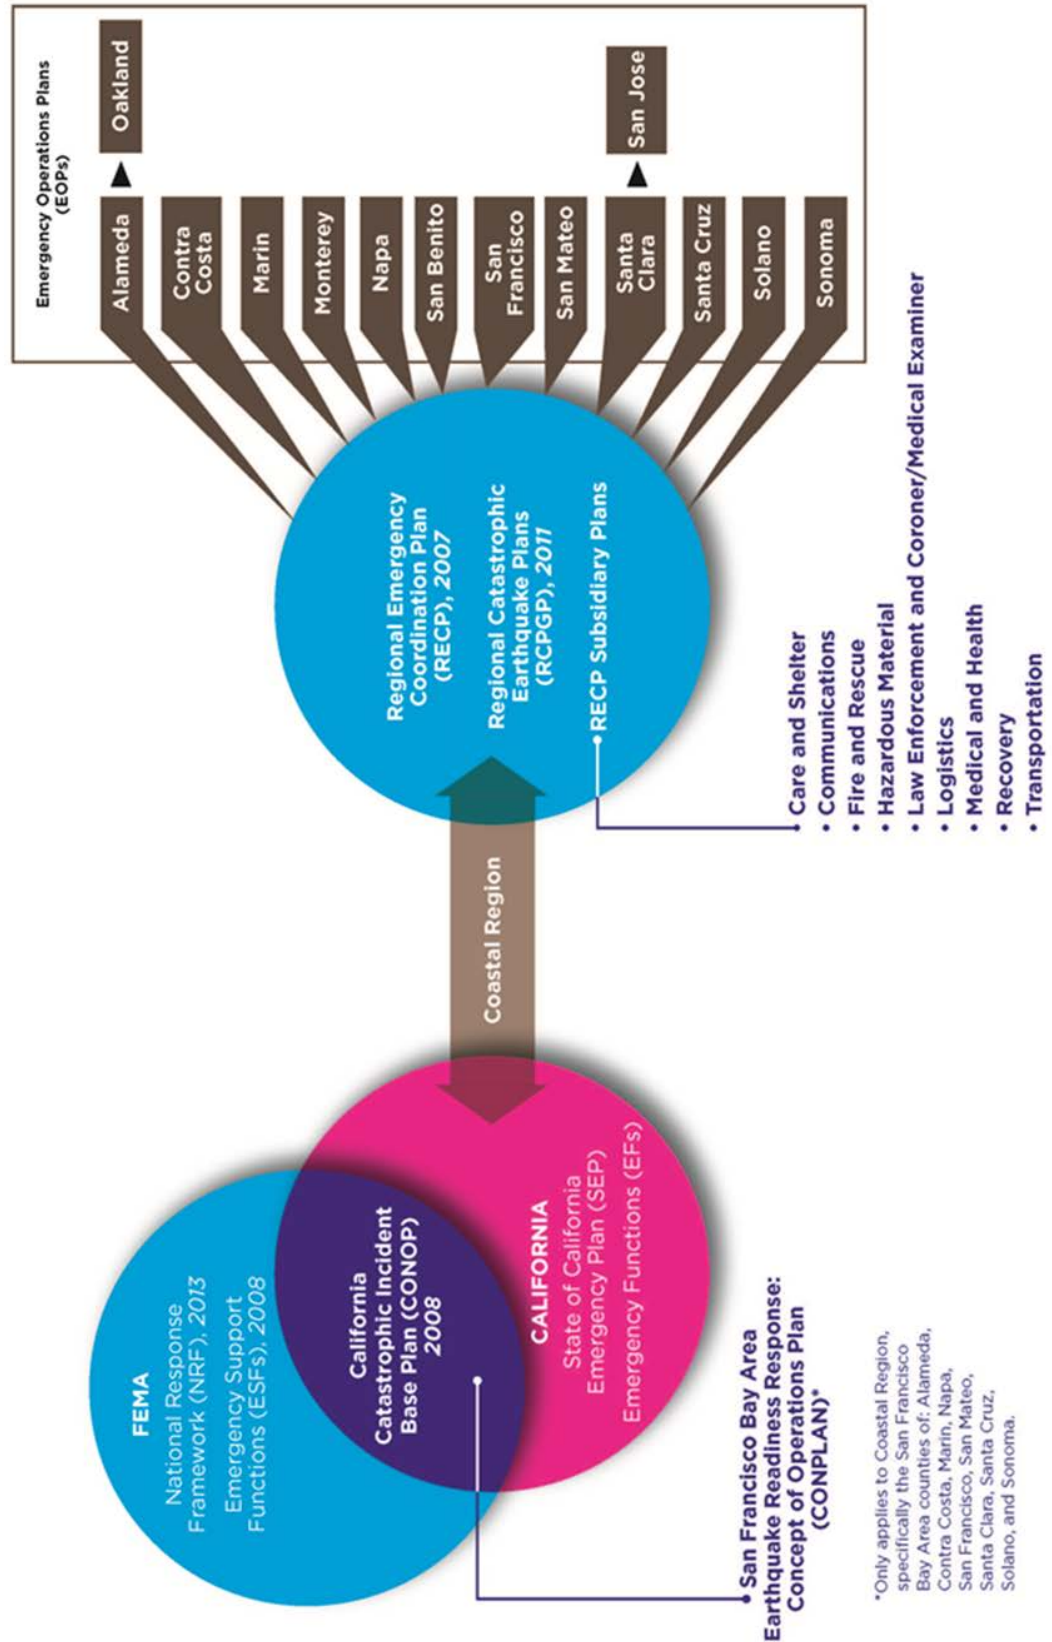 FEMA
National Response
Framework (NRF), 2013
Emergency Support
Functions (ESFs), 2008
California
Catastrophic Incident
Base Plan (CONOP)
2008
CALIFORNIA
State of California
Emergency Plan (SEP)
Emergency Functions (EFs)
• San Francisco Bay Area
Earthquake Readiness Response:
Concept of Operations Plan
(CONPLAN)*
*Only applies to Coastal Region,
specifically the San Francisco
Bay Area counties of: Alameda,
Contra Costa, Marin, Napa,
San Francisco, San Mateo,
Santa Clara, Santa Cruz,
Solano, and Sonoma.
Coastal Region
Regional Emergency
Coordination Plan
(RECP), 2007
Regional Catastrophic
Earthquake Plans
(RCPGP), 2011
RECP Subsidiary Plans
• Care and Shelter
• Communications
• Fire and Rescue
• Hazardous Material
• Law Enforcement and Coroner/Medical Examiner
• Logistics
• Medical and Health
• Recovery
• Transportation
Emergency Operations Plans
(EOPs)
Alameda
Oakland
Contra
Costa
Marin
Monterey
Napa
San Benito
San
Francisco
San Mateo
Santa
Clara
San Jose
Santa Cruz
Solano
Sonoma